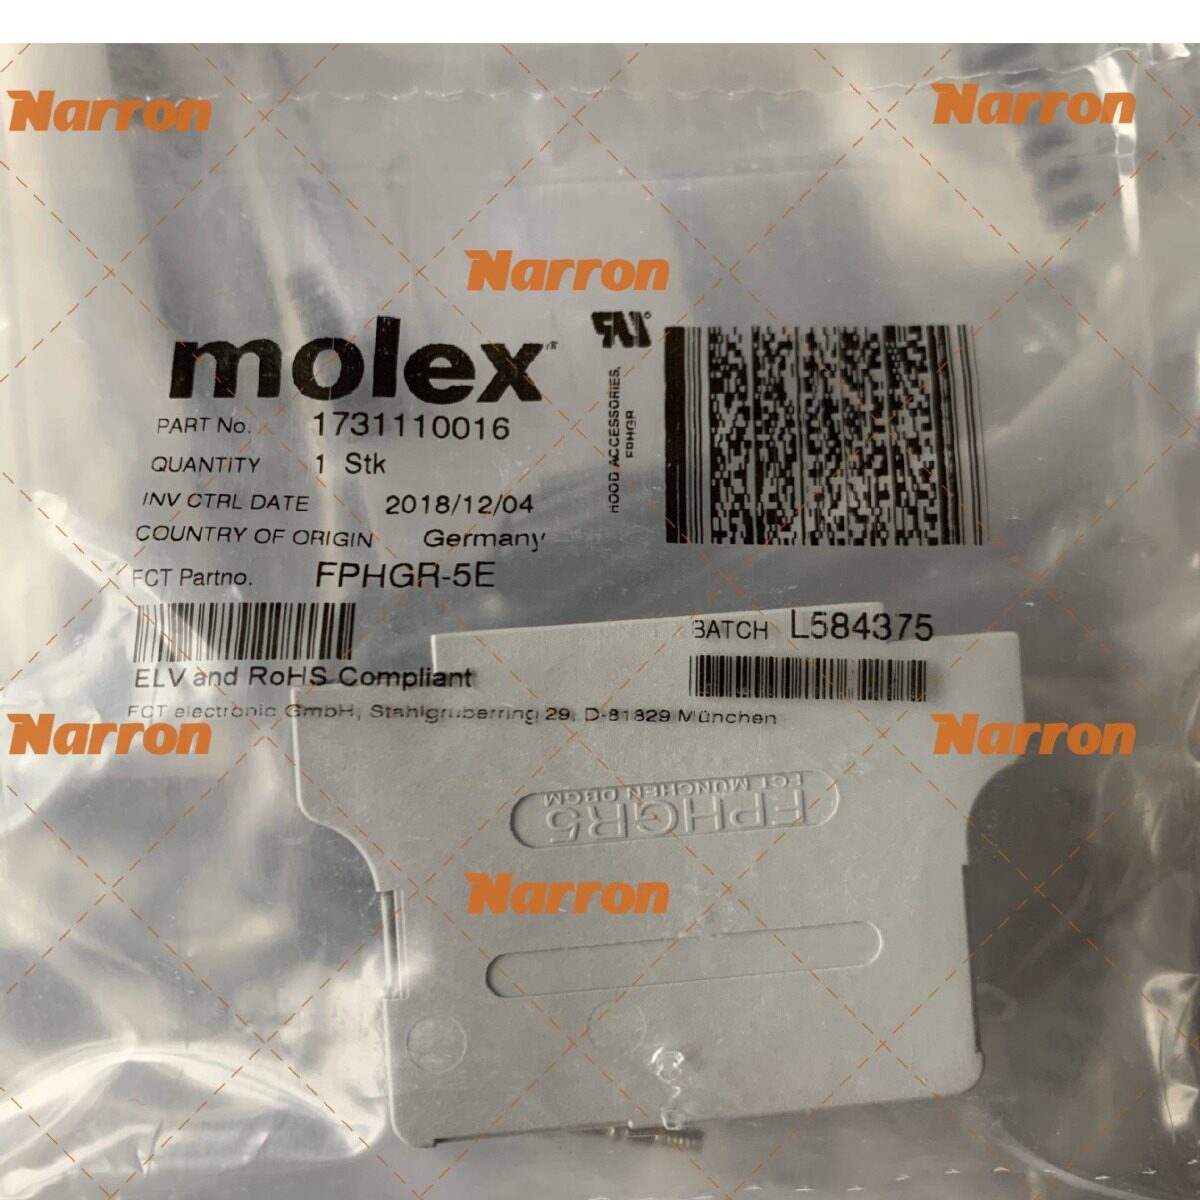 Narron
Narron
Narron
molex®
PART No. 1731110016
QUANTITY 1 Stk
INV CTRL DATE 2018/12/04
COUNTRY OF ORIGIN Germany
FCT Partno. FPHGR-5E
HOOD ACCESSORIES,
FPHGR
BATCH L584375
ELV and RoHS Compliant
FCT electronic GmbH, Stahlgruberring 29, D-81829 München
Narron
Narron
FPHGR5
FCT MÜNCHEN DBGM
Narron